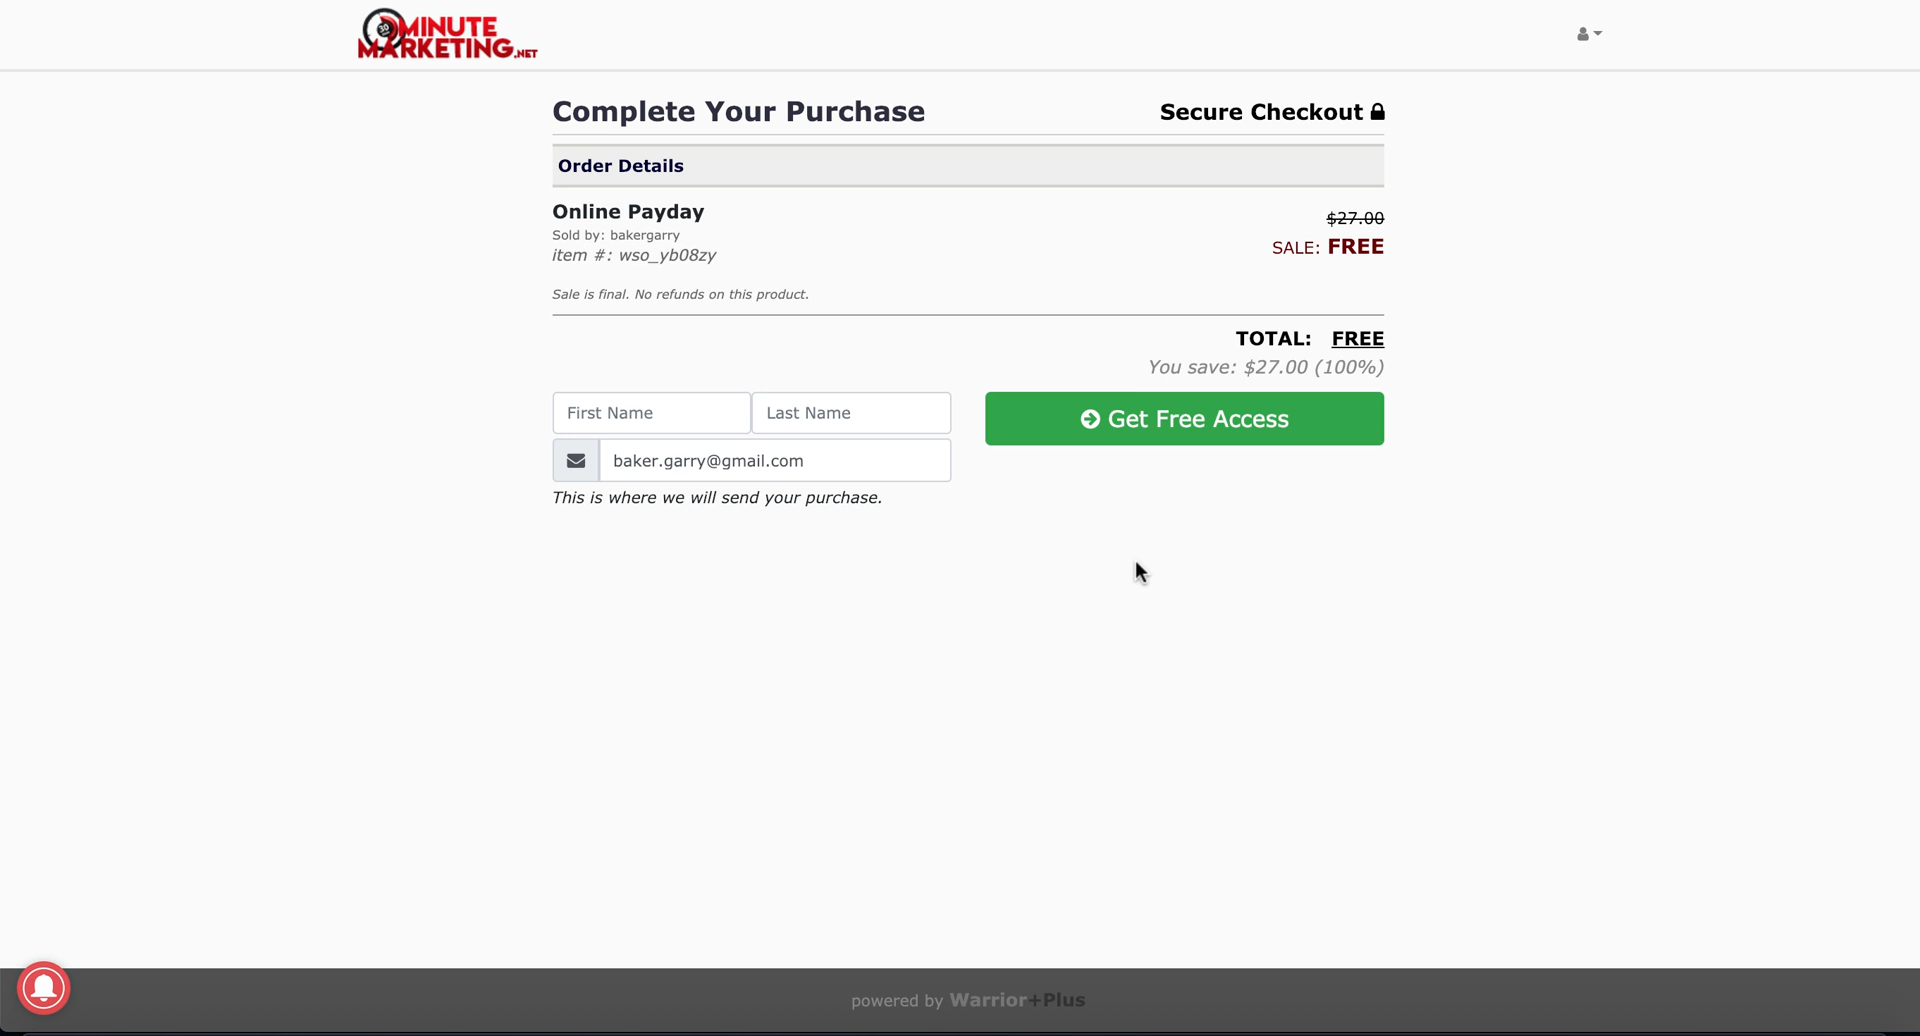 30 MINUTE
MARKETING.NET
Complete Your Purchase
Secure Checkout
Order Details
Online Payday
$27.00
Sold by: bakergarry
SALE: FREE
item #: wso_yb08zy
Sale is final. No refunds on this product.
TOTAL: FREE
You save: $27.00 (100%)
First Name
Last Name
Get Free Access
baker.garry@gmail.com
This is where we will send your purchase.
powered by Warrior+Plus